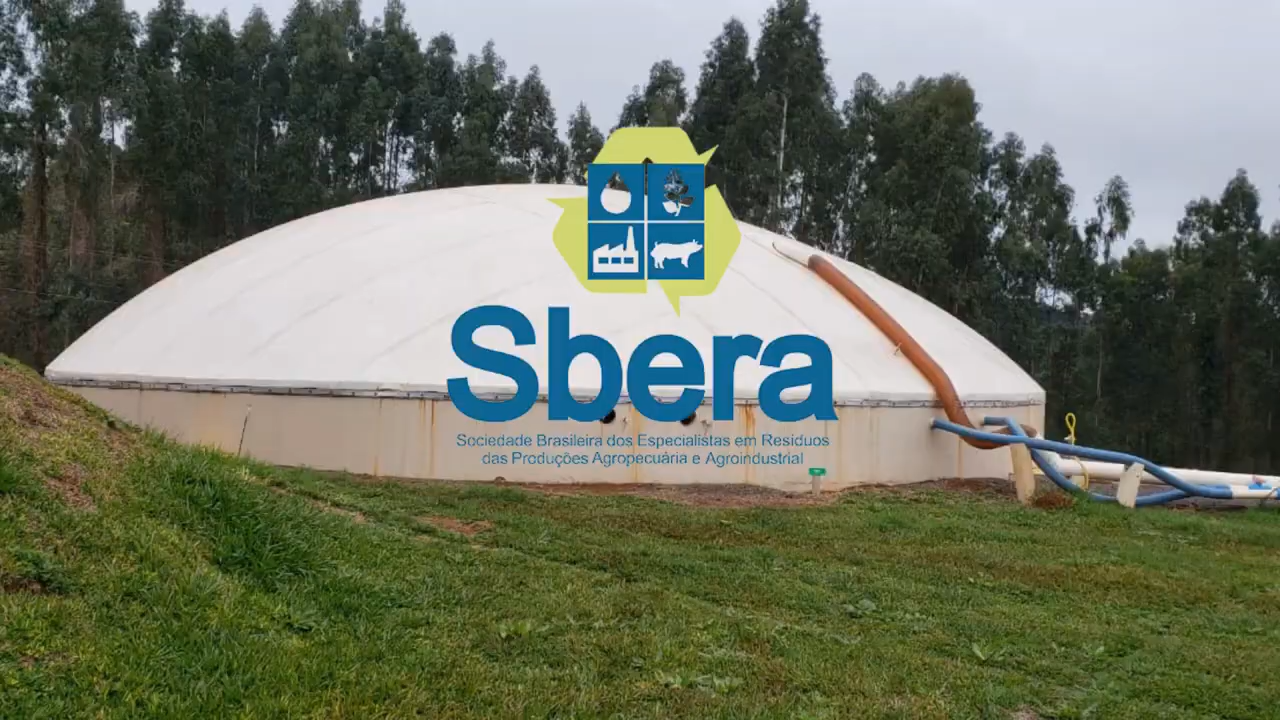 Sbera
Sociedade Brasileira dos Especialistas em Resíduos
das Produções Agropecuária e Agroindustrial